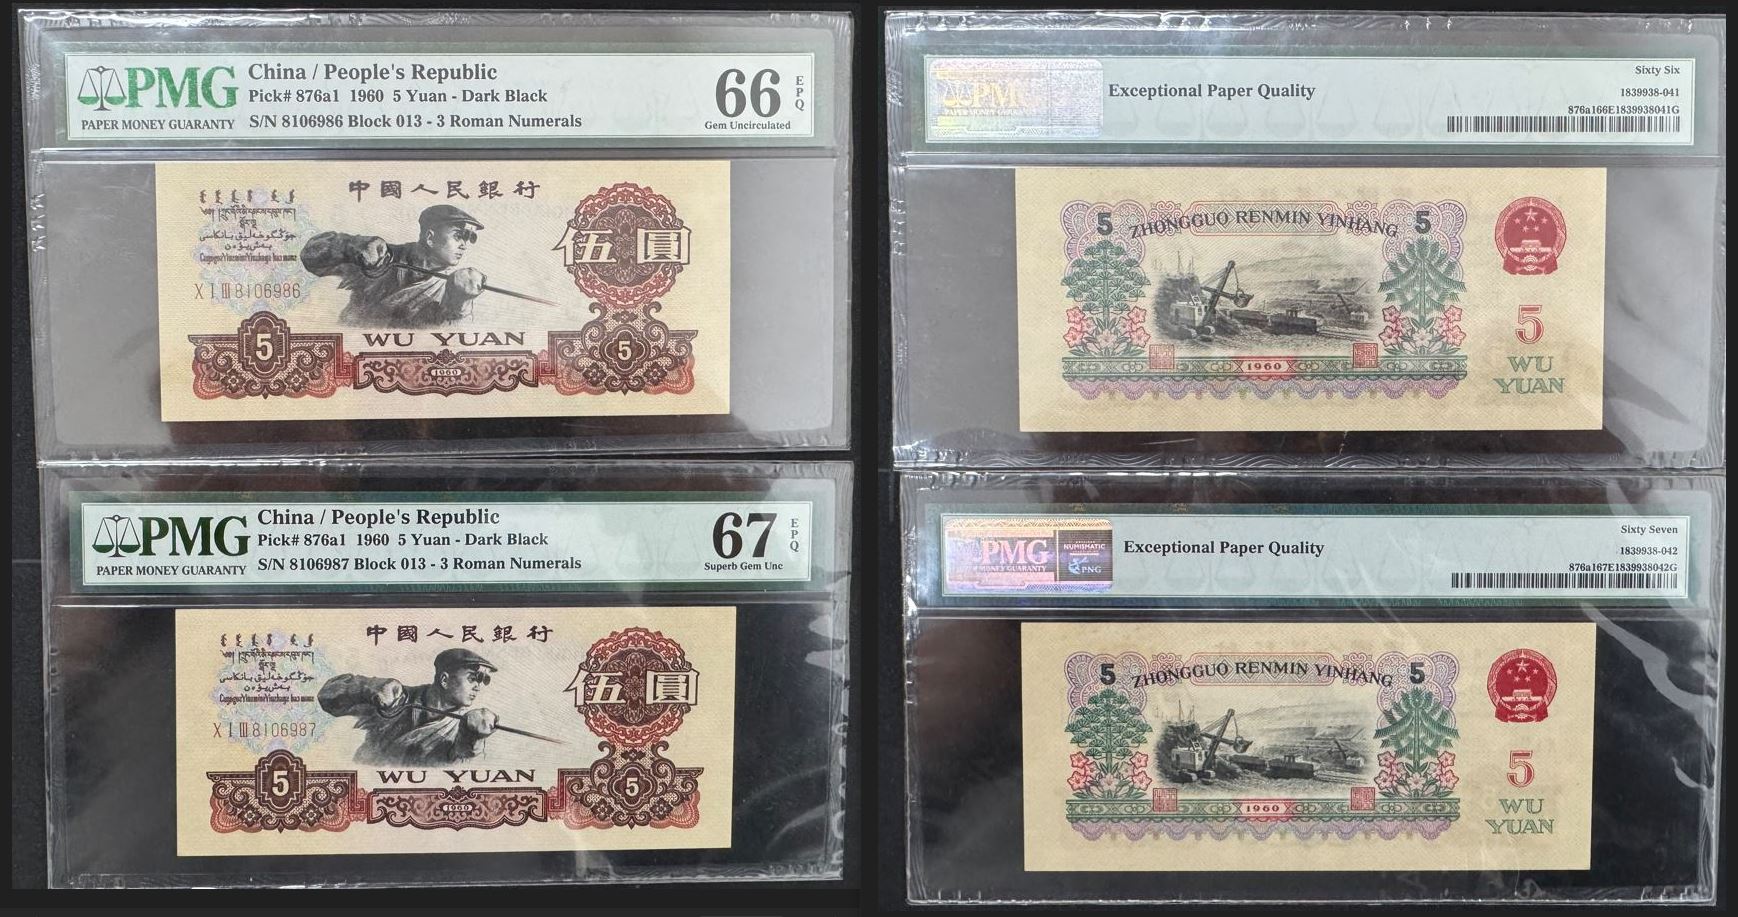 PMG
PAPER MONEY GUARANTY
China / People's Republic
Pick# 876a1 1960 5 Yuan - Dark Black
S/N 8106986 Block 013 - 3 Roman Numerals
66
EPQ
Gem Uncirculated
中國人民銀行
伍圓
X I III 8106986
5
WU YUAN
1960
5
PMG
Exceptional Paper Quality
Sixty Six
1839938-041
876a166E1839938041G
5
ZHONGGUO RENMIN YINHANG
5
5
WU
YUAN
1960
PMG
PAPER MONEY GUARANTY
China / People's Republic
Pick# 876a1 1960 5 Yuan - Dark Black
S/N 8106987 Block 013 - 3 Roman Numerals
67
EPQ
Superb Gem Unc
中國人民銀行
伍圓
X I III 8106987
5
WU YUAN
1960
5
PMG
NUMISMATIC
PNG
Exceptional Paper Quality
Sixty Seven
1839938-042
876a167E1839938042G
5
ZHONGGUO RENMIN YINHANG
5
5
WU
YUAN
1960